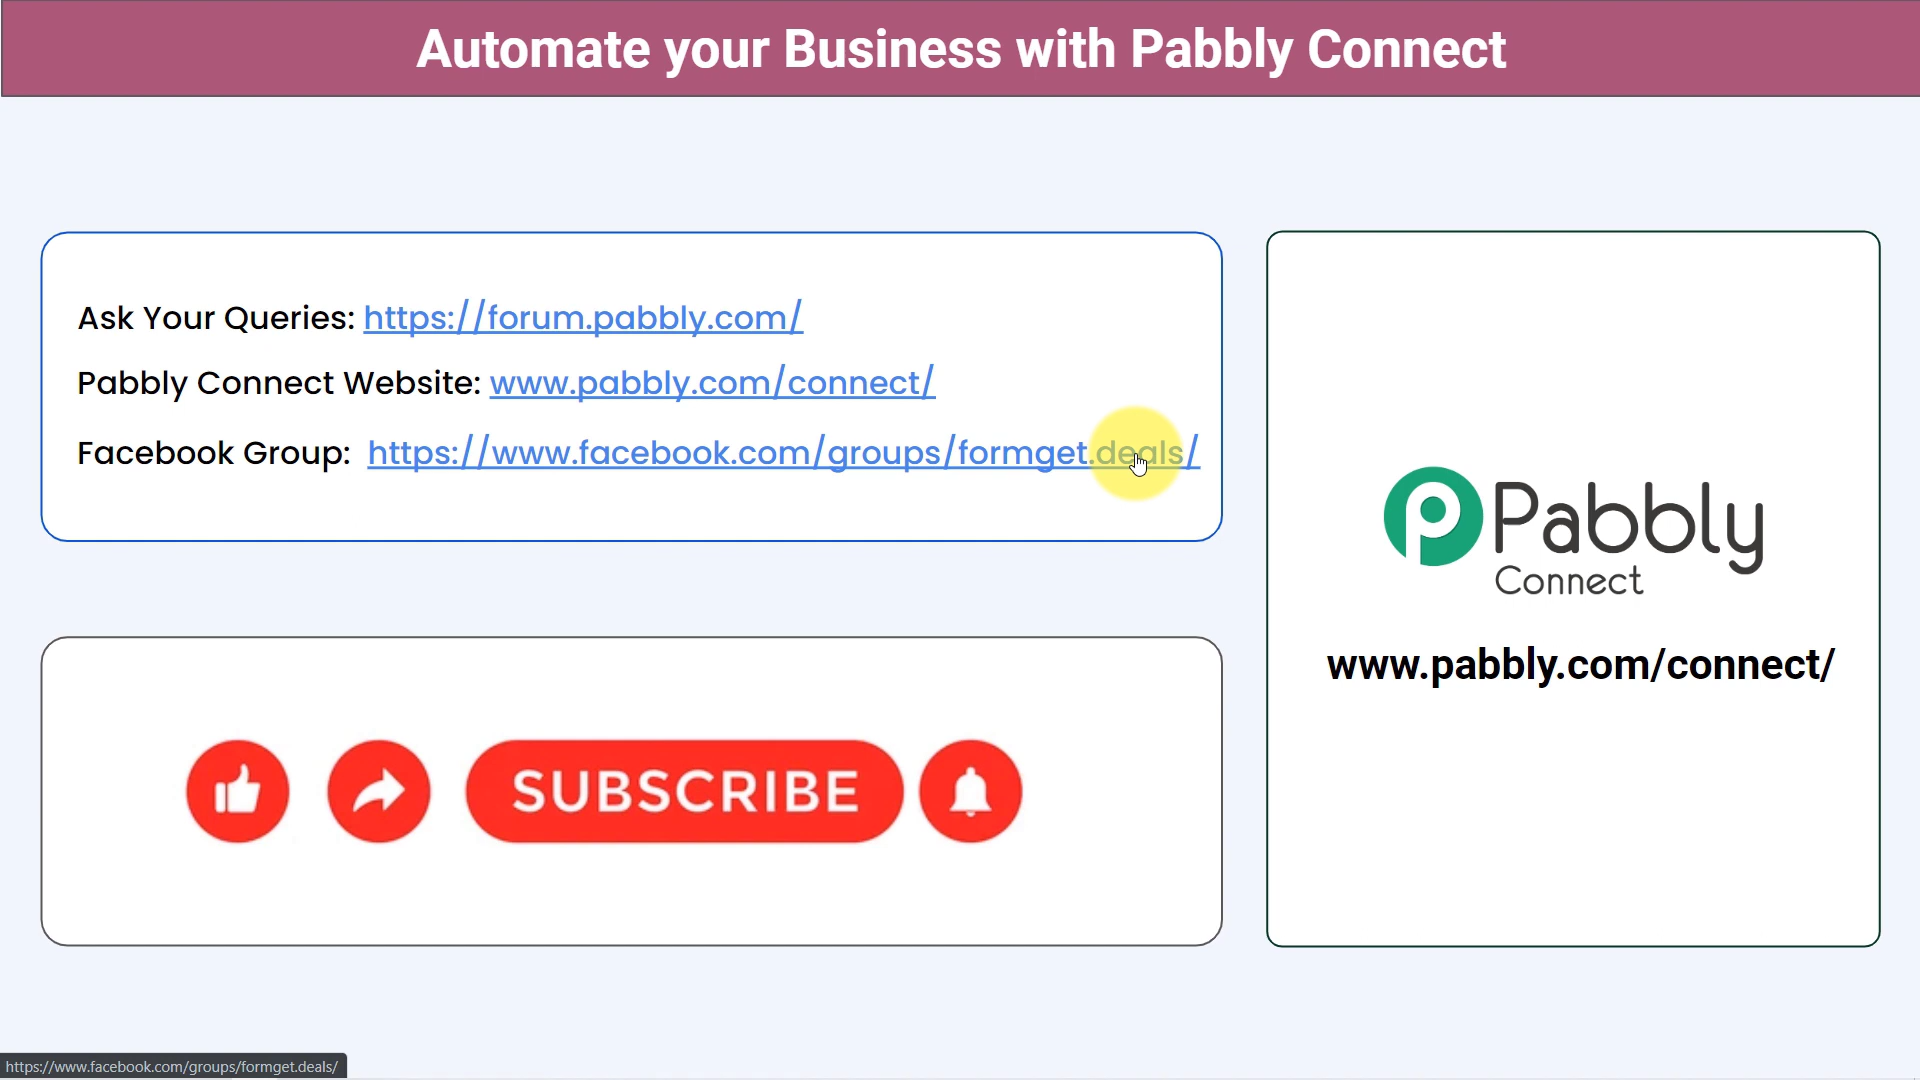 Automate your Business with Pabbly Connect
Ask Your Queries: https://forum.pabbly.com/
Pabbly Connect Website: www.pabbly.com/connect/
Facebook Group: https://www.facebook.com/groups/formget.deals/
Pabbly
Connect
www.pabbly.com/connect/
SUBSCRIBE
https://www.facebook.com/groups/formget.deals/